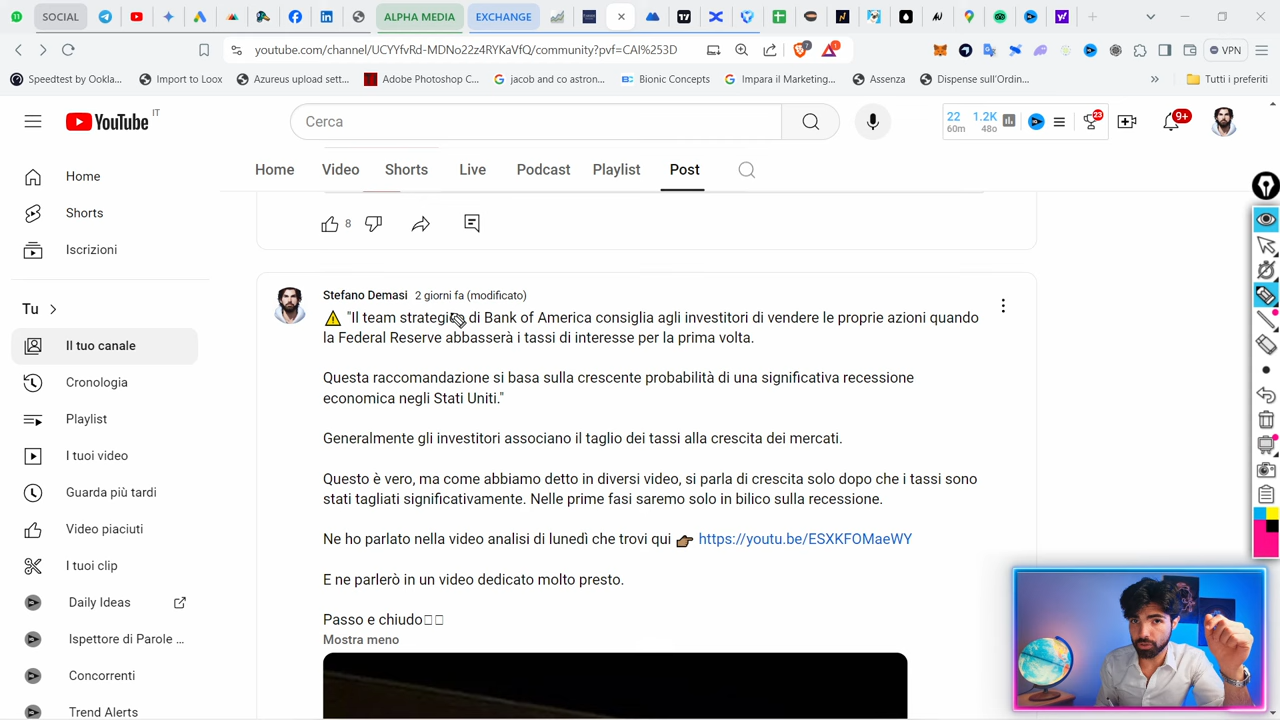 SOCIAL
ALPHA MEDIA
EXCHANGE
youtube.com/channel/UCYYfvRd-MDNo22z4RYKaVfQ/community?pvf=CAI%253D
VPN
Speedtest by Ookla...
Import to Loox
Azureus upload sett...
Adobe Photoshop C...
jacob and co astron...
Bionic Concepts
Impara il Marketing...
Assenza
Dispense sull'Ordin...
Tutti i preferiti
YouTube IT
Cerca
22
60m
1.2K
48o
23
9+
Home
Video
Shorts
Live
Podcast
Playlist
Post
Home
Shorts
Iscrizioni
Tu
Il tuo canale
Cronologia
Playlist
I tuoi video
Guarda più tardi
Video piaciuti
I tuoi clip
Daily Ideas
Ispettore di Parole ...
Concorrenti
Trend Alerts
8
Stefano Demasi 2 giorni fa (modificato)
"Il team strategico di Bank of America consiglia agli investitori di vendere le proprie azioni quando
la Federal Reserve abbasserà i tassi di interesse per la prima volta.
Questa raccomandazione si basa sulla crescente probabilità di una significativa recessione
economica negli Stati Uniti."
Generalmente gli investitori associano il taglio dei tassi alla crescita dei mercati.
Questo è vero, ma come abbiamo detto in diversi video, si parla di crescita solo dopo che i tassi sono
stati tagliati significativamente. Nelle prime fasi saremo solo in bilico sulla recessione.
Ne ho parlato nella video analisi di lunedì che trovi qui 👉🏾 https://youtu.be/ESXKFOMaeWY
E ne parlerò in un video dedicato molto presto.
Passo e chiudo
Mostra meno